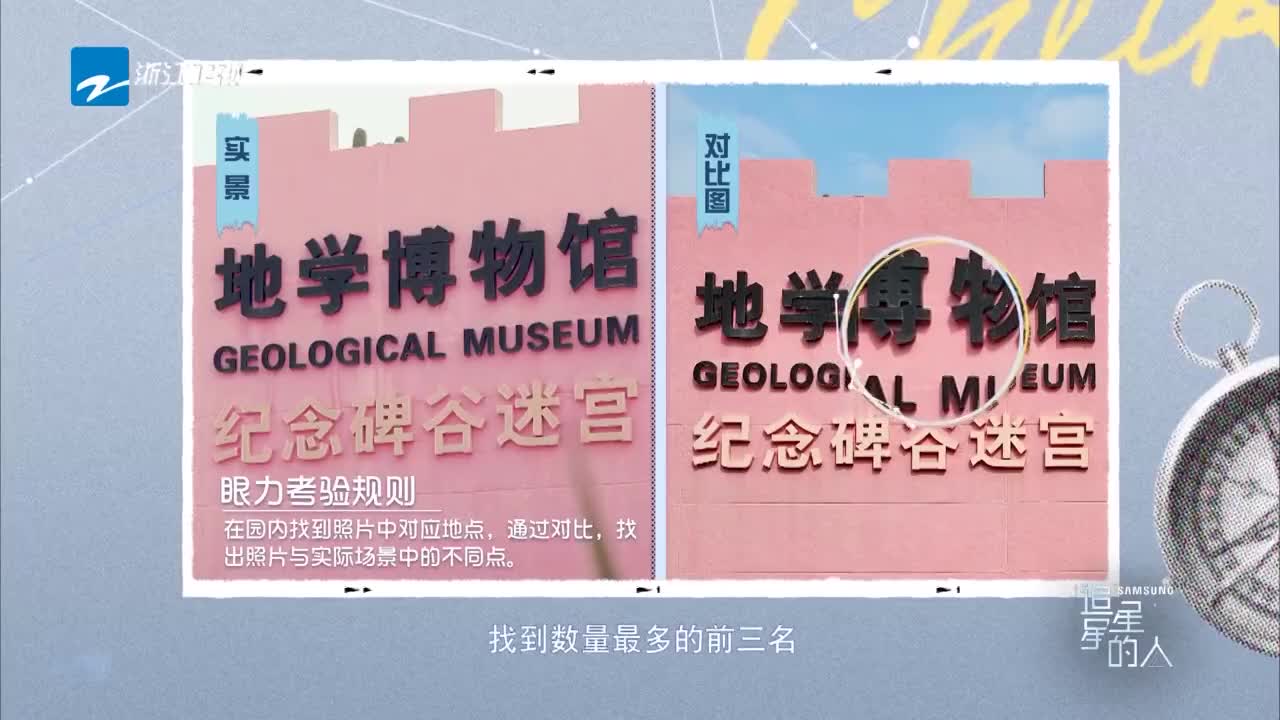 浙江卫视
实景
对比图
地学博物馆
GEOLOGICAL MUSEUM
纪念碑谷迷宫
地学博物馆
GEOLOGICAL MUSEUM
纪念碑谷迷宫
眼力考验规则
在园内找到照片中对应地点，通过对比，找
出照片与实际场景中的不同点。
SAMSUNG
追星星的人
找到数量最多的前三名